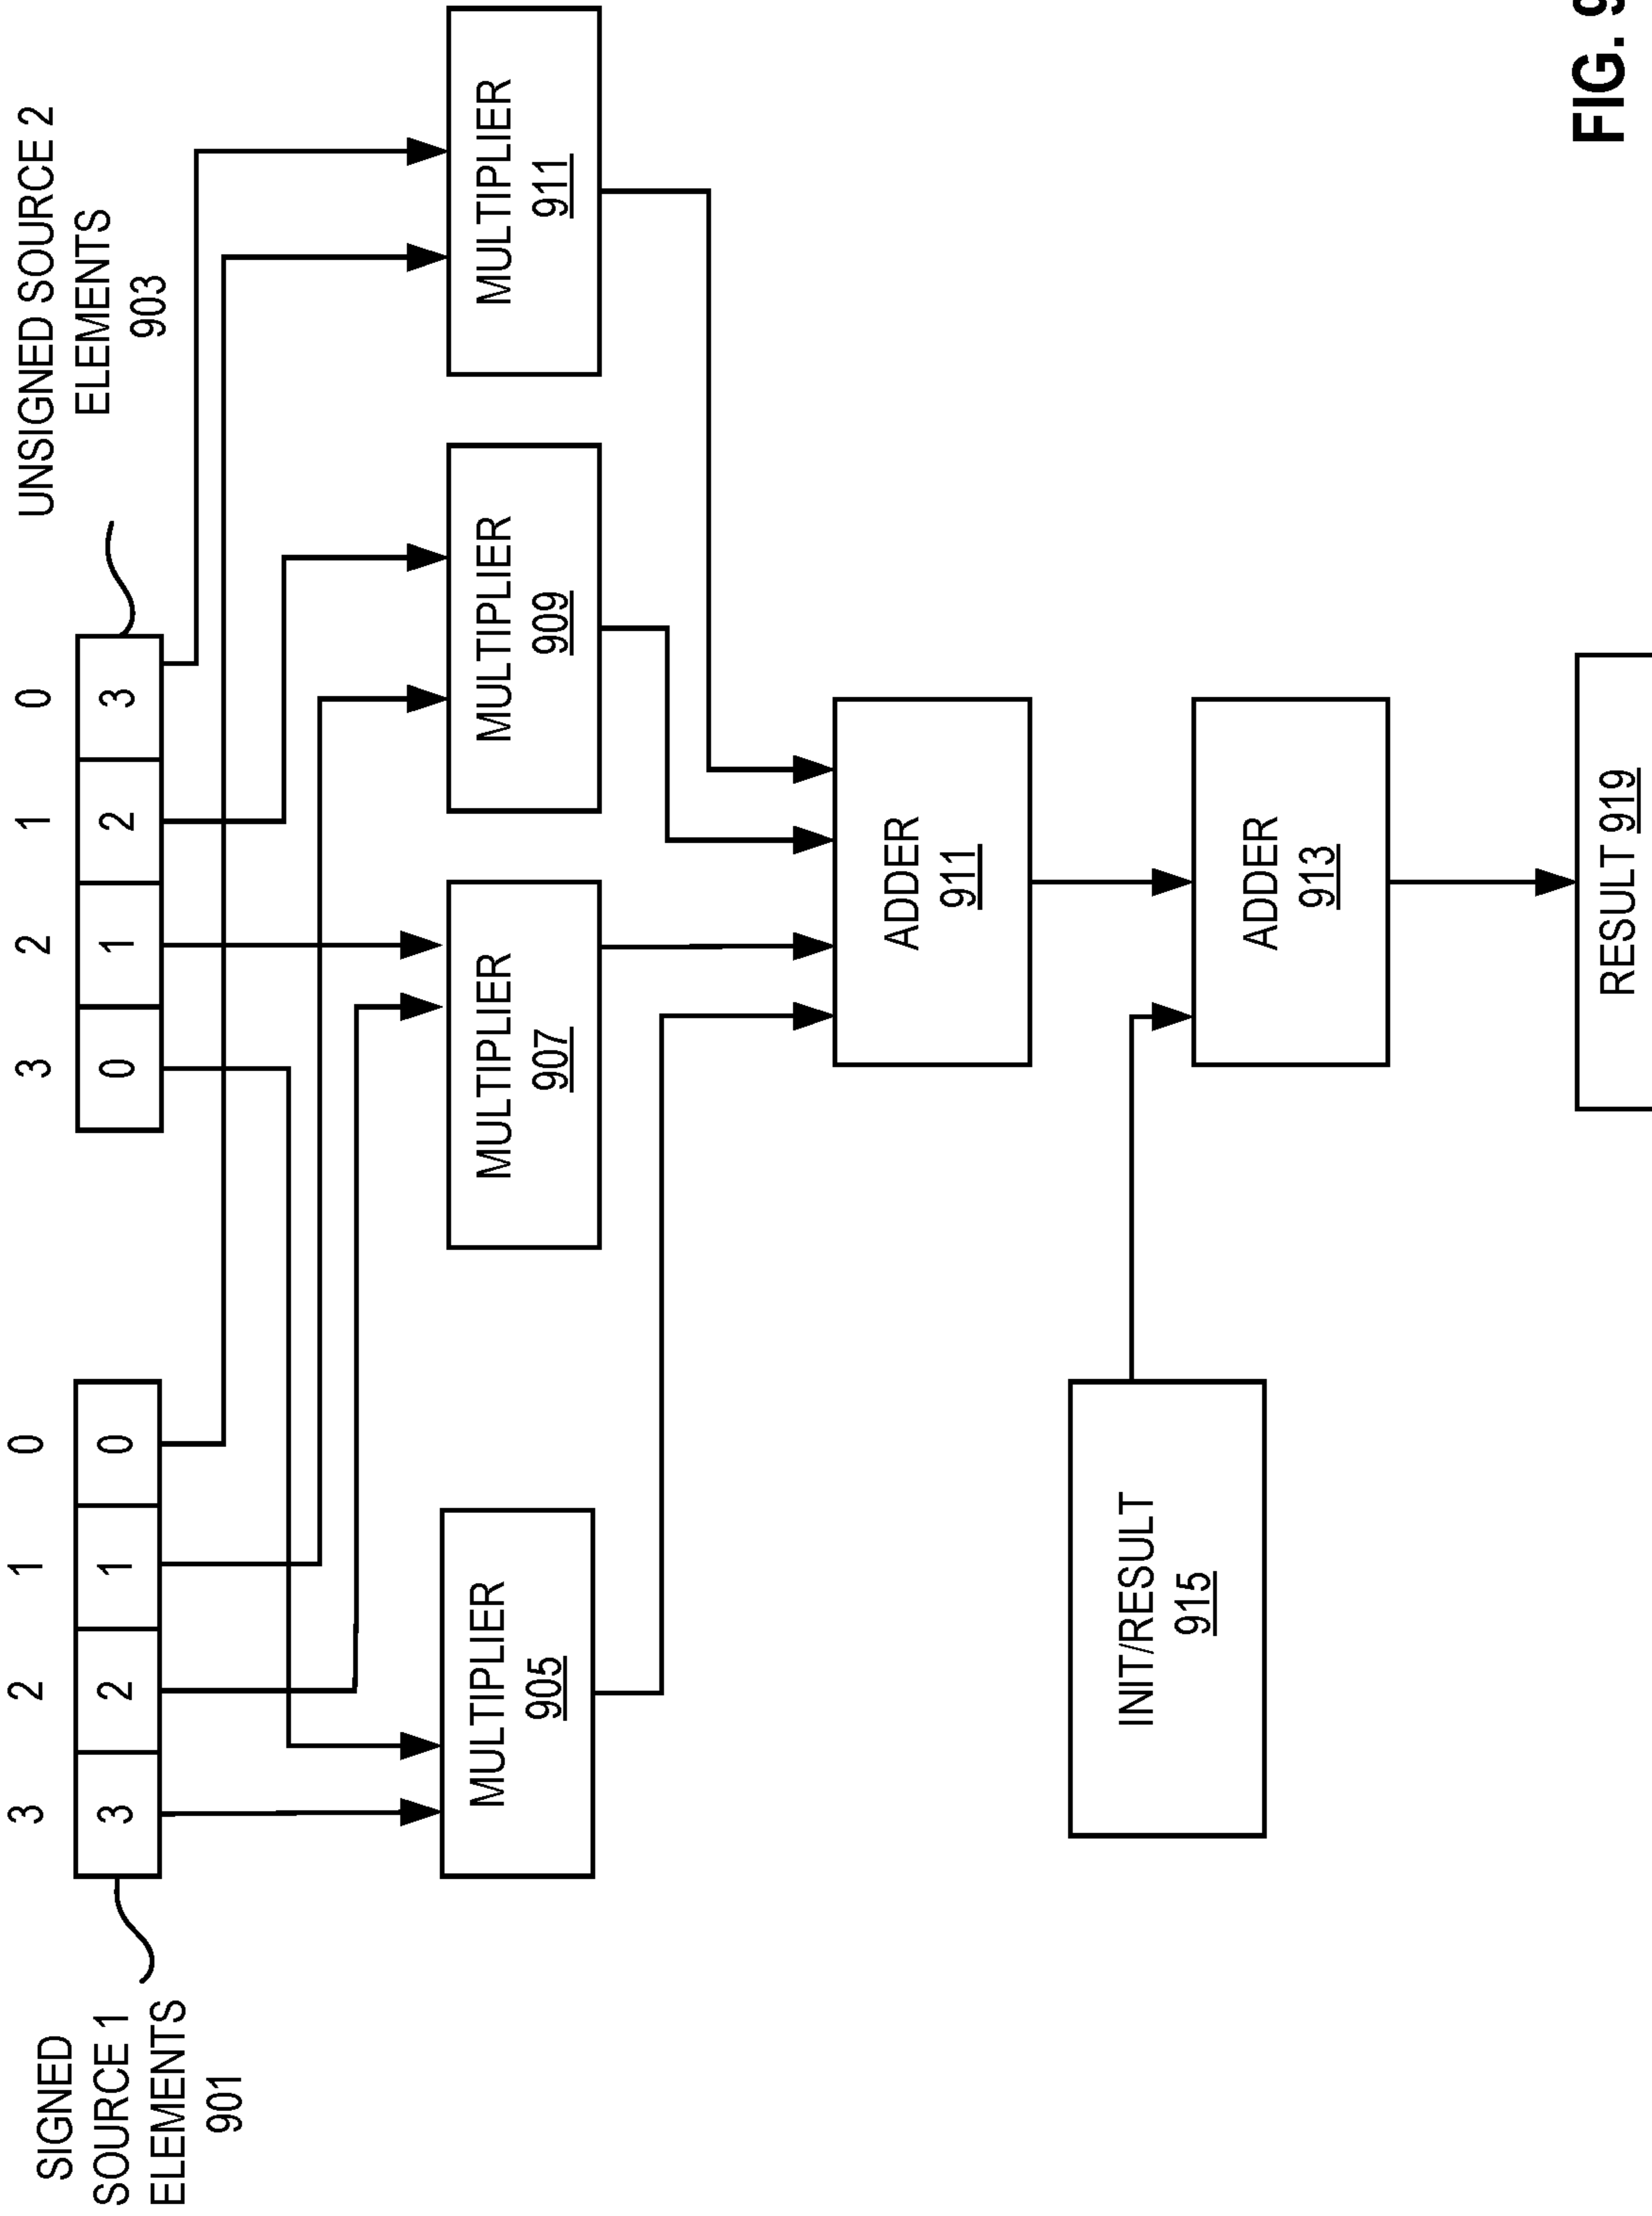 3 2 1 0
3 2 1 0
SIGNED
SOURCE 1
ELEMENTS
901
3 2 1 0
0 1 2 3
UNSIGNED SOURCE 2
ELEMENTS
903
MULTIPLIER
905
MULTIPLIER
907
MULTIPLIER
909
MULTIPLIER
911
ADDER
911
INIT/RESULT
915
ADDER
913
RESULT 919
FIG. 9